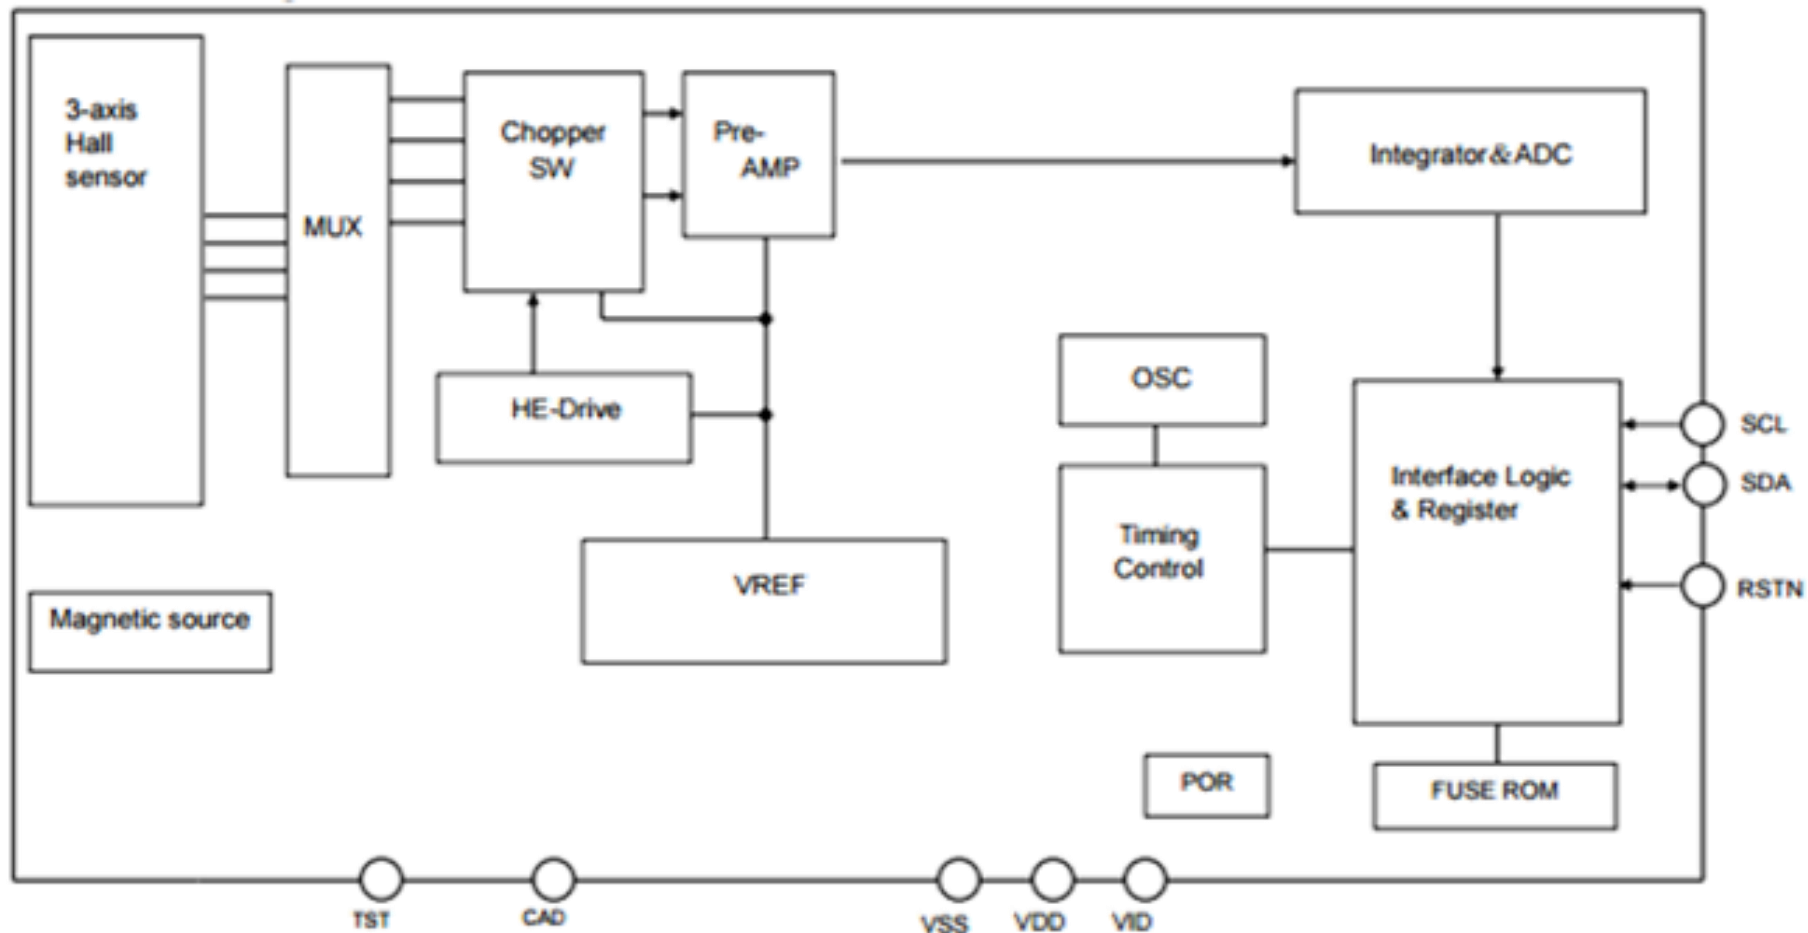 3-axis
Hall
sensor
MUX
Chopper
SW
Pre-
AMP
Integrator & ADC
HE-Drive
OSC
VREF
Timing
Control
Interface Logic
& Register
SCL
SDA
RSTN
Magnetic source
POR
FUSE ROM
TST
CAD
VSS
VDD
VID